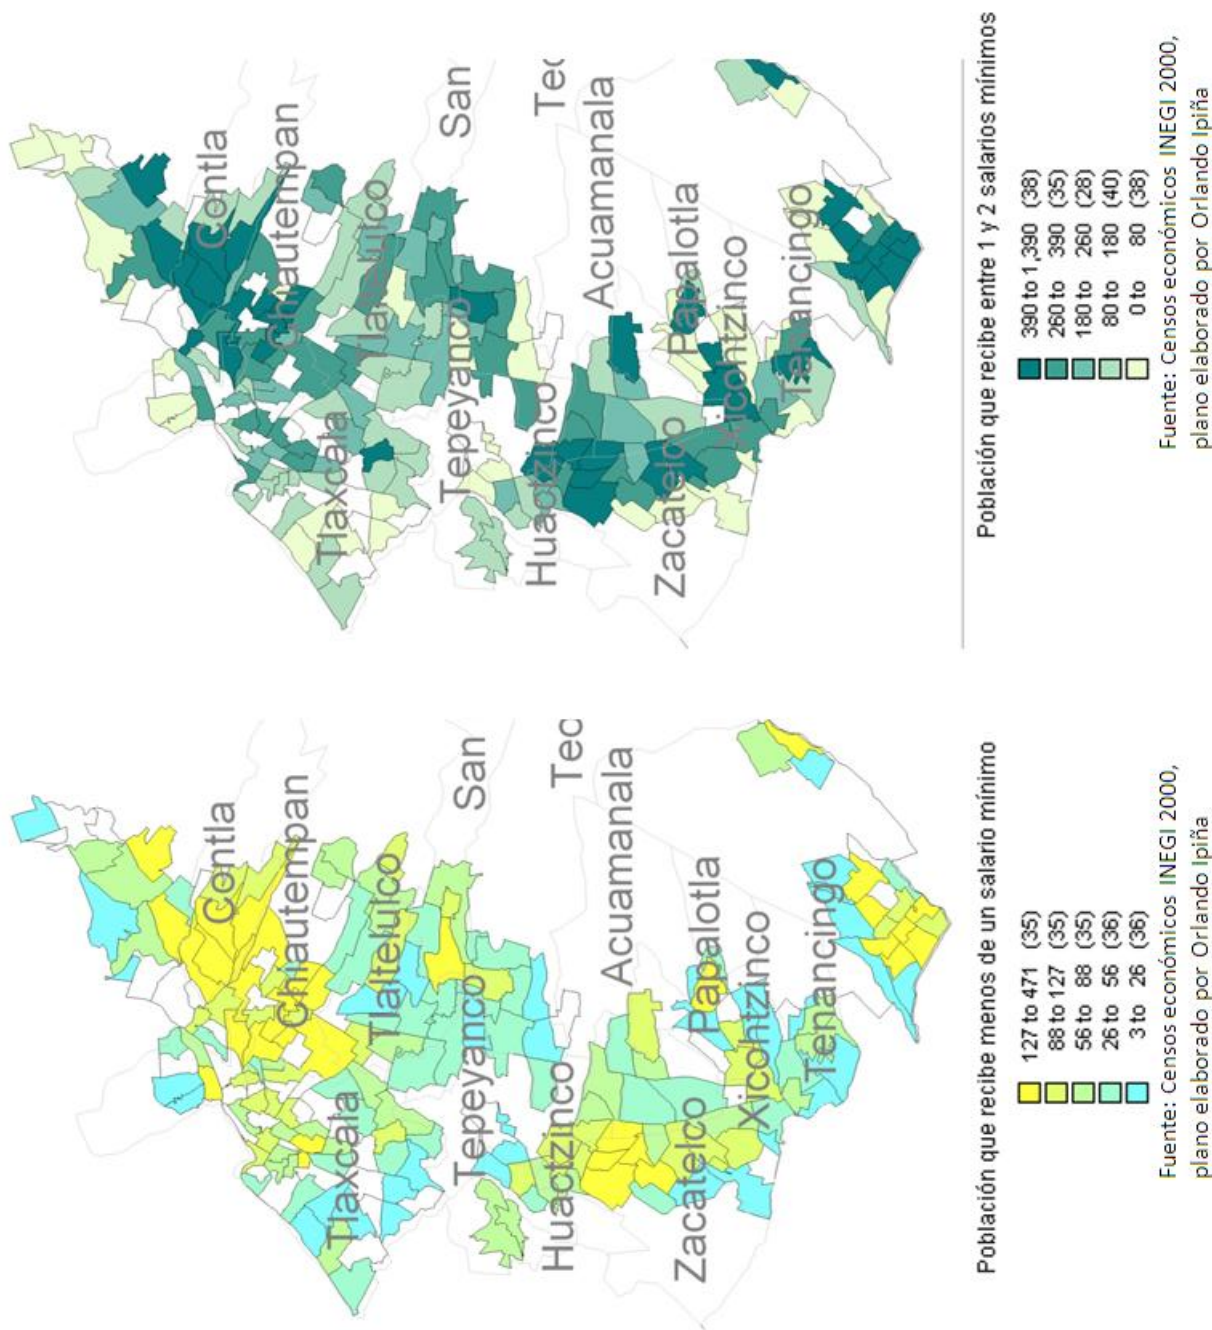 Contla
Chiautempan
Tlaxcala
Tlaltelulco
San
Tepeyanco
Tec
Huactzinco
Acuamanala
Zacatelco
Papalotla
Xicohtzinco
Tenancingo
Población que recibe menos de un salario mínimo
127 to 471 (35)
88 to 127 (35)
56 to 88 (35)
26 to 56 (36)
3 to 26 (36)
Fuente: Censos económicos INEGI 2000,
plano elaborado por Orlando Ipiña
Contla
Chiautempan
Tlaxcala
Tlaltelulco
San
Tepeyanco
Tec
Huactzinco
Acuamanala
Zacatelco
Papalotla
Xicohtzinco
Tenancingo
Población que recibe entre 1 y 2 salarios mínimos
390 to 1,390 (38)
260 to 390 (35)
180 to 260 (28)
80 to 180 (40)
0 to 80 (38)
Fuente: Censos económicos INEGI 2000,
plano elaborado por Orlando Ipiña